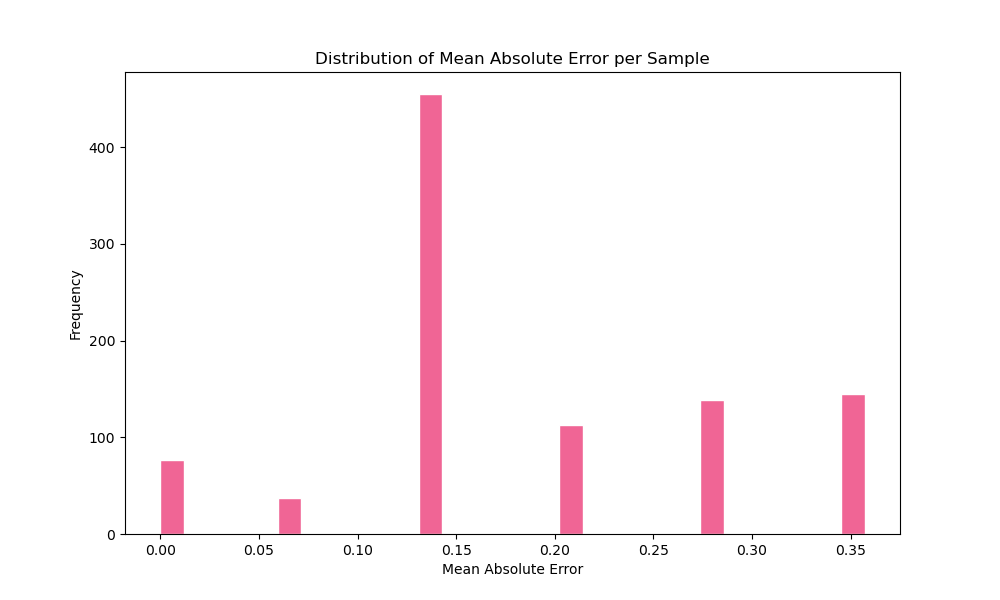 Distribution of Mean Absolute Error per Sample
Frequency
400
300
200
100
0
0.00 0.05 0.10 0.15 0.20 0.25 0.30 0.35
Mean Absolute Error